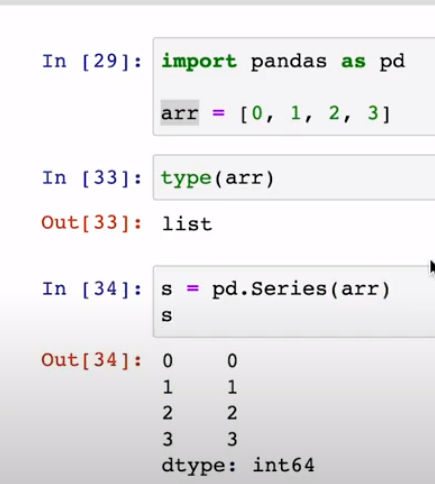 In [29]: import pandas as pd
arr = [0, 1, 2, 3]
In [33]: type(arr)
Out[33]: list
In [34]: s = pd.Series(arr)
s
Out[34]: 0 0
1 1
2 2
3 3
dtype: int64